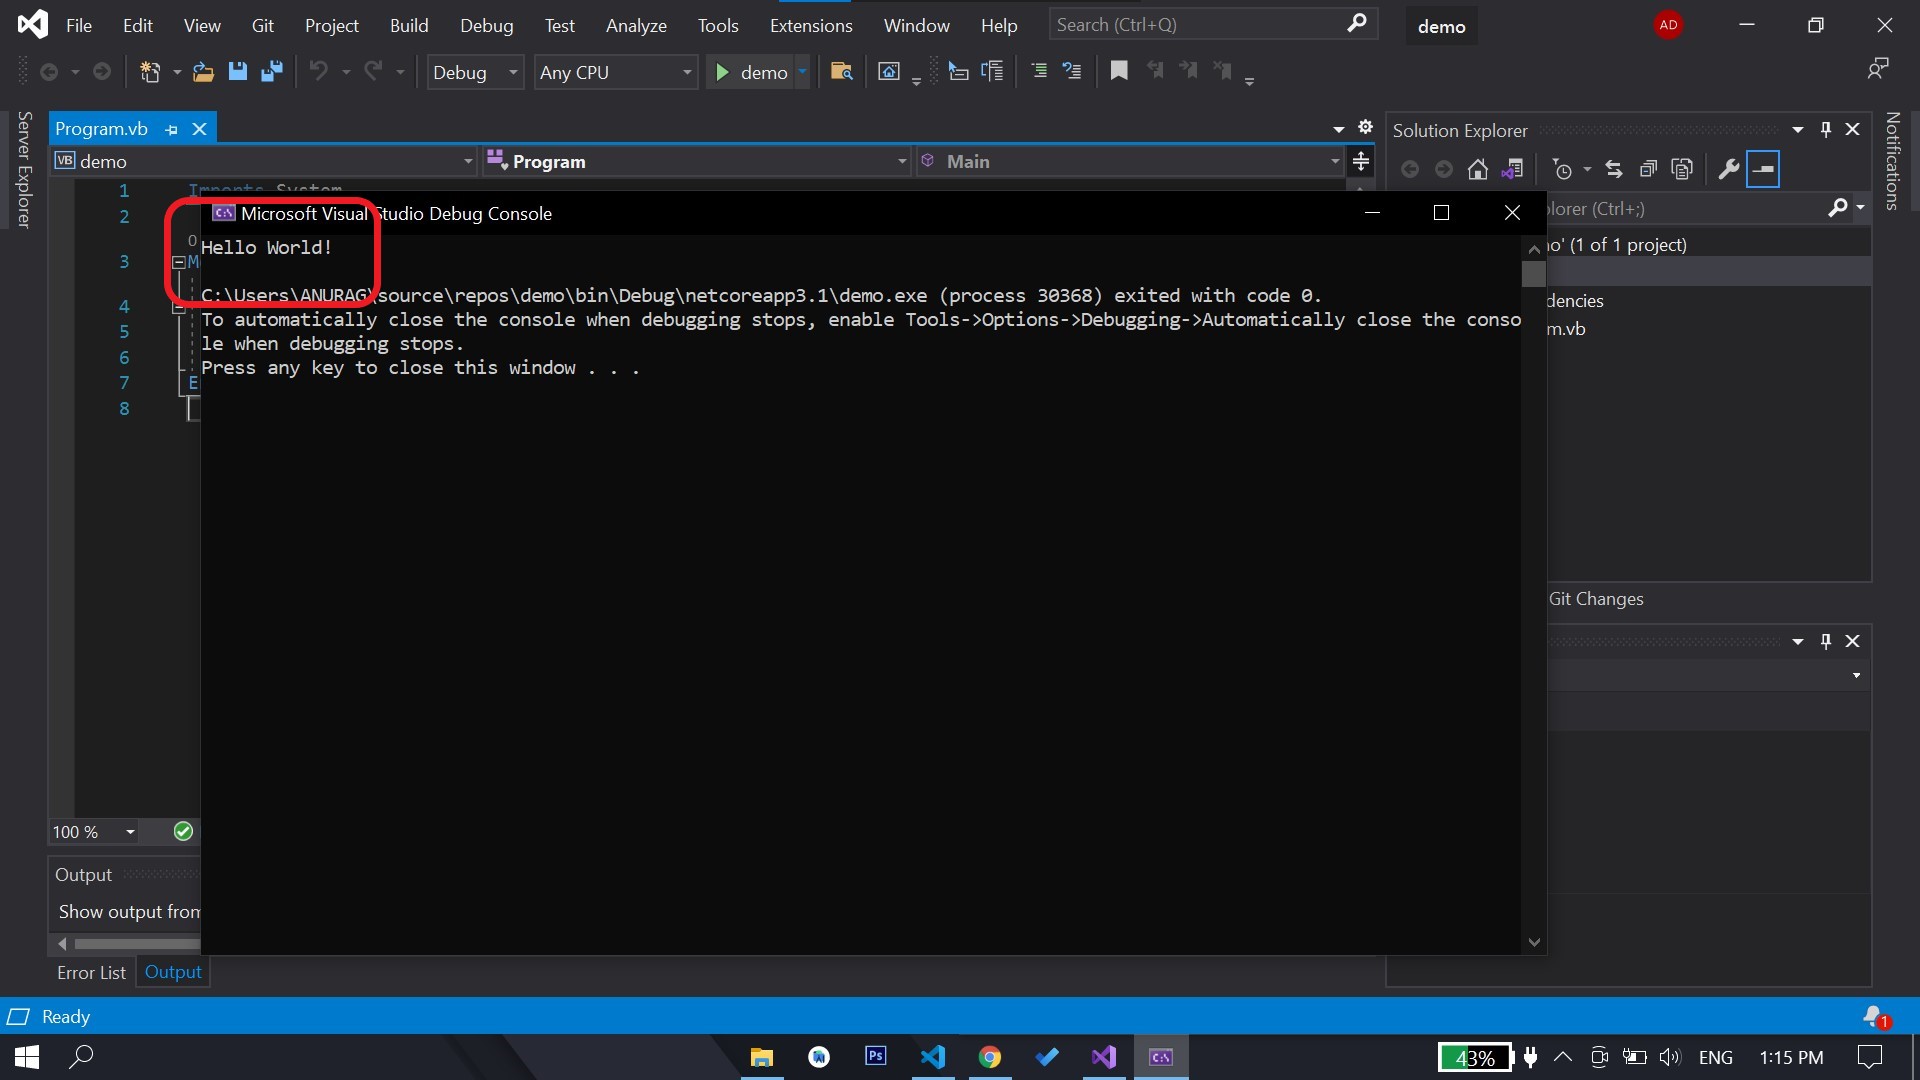 File Edit View Git Project Build Debug Test Analyze Tools Extensions Window Help Search (Ctrl+Q) demo AD
Debug Any CPU demo
Server Explorer
Program.vb
VB demo Program Main
1 Imports System
2
0
3 M
4
5
6
7 E
8
Microsoft Visual Studio Debug Console
Hello World!
C:\Users\ANURAG\source\repos\demo\bin\Debug\netcoreapp3.1\demo.exe (process 30368) exited with code 0.
To automatically close the console when debugging stops, enable Tools->Options->Debugging->Automatically close the conso
le when debugging stops.
Press any key to close this window . . .
Solution Explorer
plorer (Ctrl+;)
no' (1 of 1 project)
dencies
m.vb
Notifications
Git Changes
100 %
Output
Show output from
Error List Output
Ready
1
Ps
C:\
43% ENG 1:15 PM